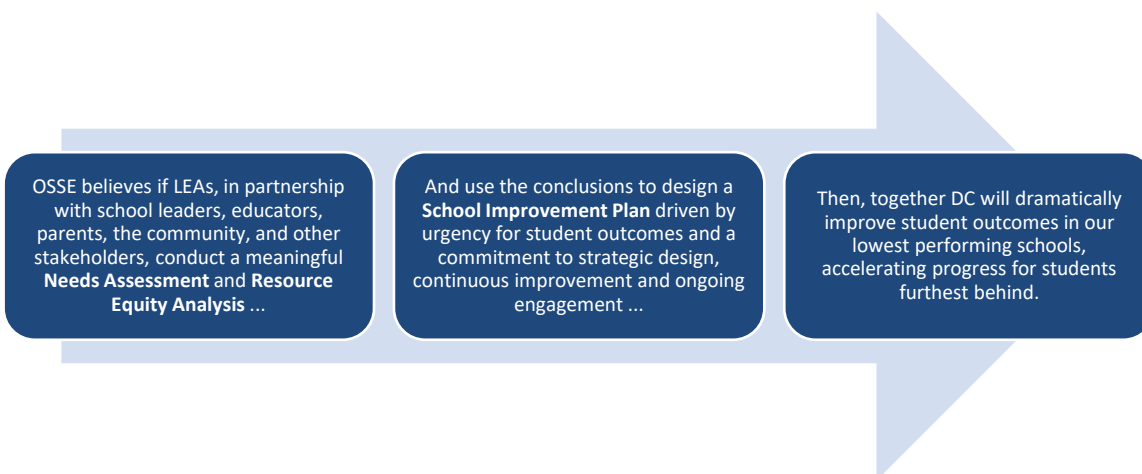 OSSE believes if LEAs, in partnership
with school leaders, educators,
parents, the community, and other
stakeholders, conduct a meaningful
Needs Assessment and Resource
Equity Analysis ...
And use the conclusions to design a
School Improvement Plan driven by
urgency for student outcomes and a
commitment to strategic design,
continuous improvement and ongoing
engagement ...
Then, together DC will dramatically
improve student outcomes in our
lowest performing schools,
accelerating progress for students
furthest behind.